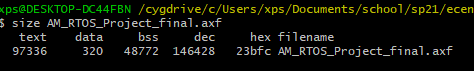 xps@DESKTOP-DC44FBN /cygdrive/c/Users/xps/Documents/school/sp21/ecen
$ size AM_RTOS_Project_final.axf
text data bss dec hex filename
97336 320 48772 146428 23bfc AM_RTOS_Project_final.axf